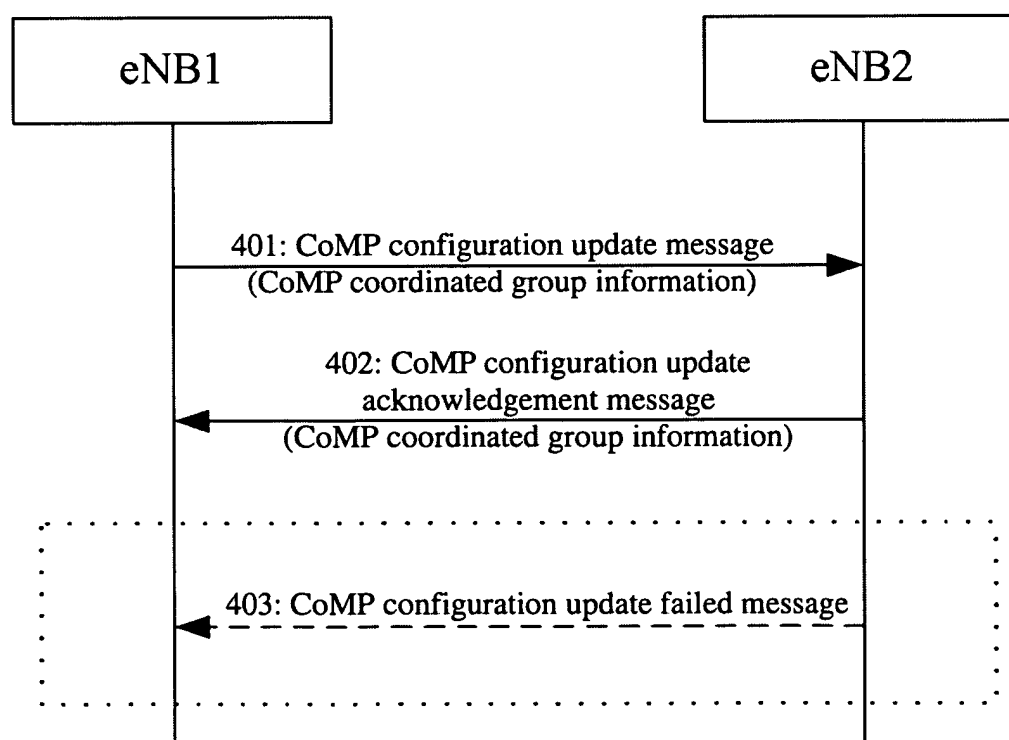 eNB1
eNB2
401: CoMP configuration update message
(CoMP coordinated group information)
402: CoMP configuration update
acknowledgement message
(CoMP coordinated group information)
403: CoMP configuration update failed message